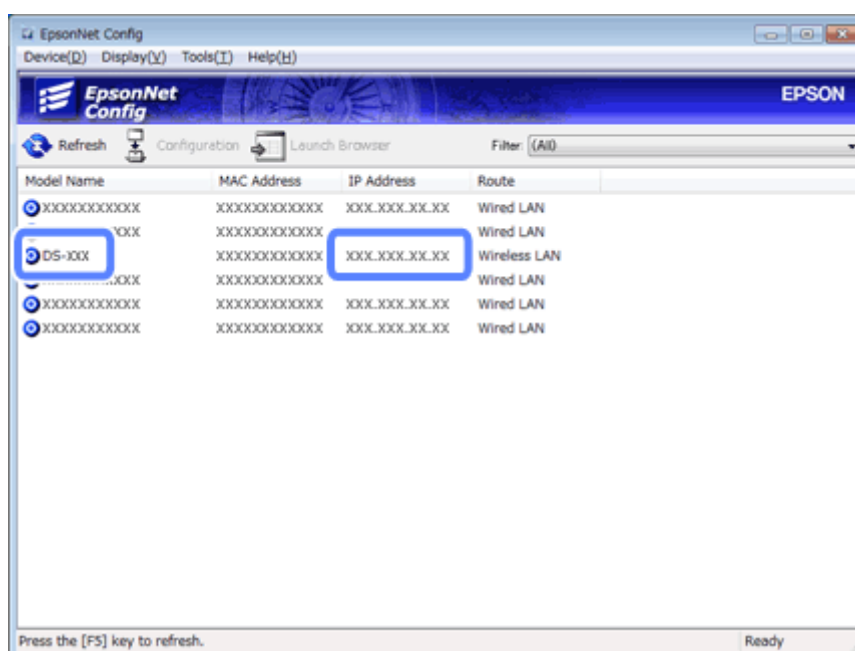 EpsonNet Config
Device(D) Display(V) Tools(T) Help(H)
EpsonNet
Config
EPSON
Refresh Configuration Launch Browser Filter: (All)
Model Name MAC Address IP Address Route
XXXXXXXXXXX XXXXXXXXXXXX XXX.XXX.XX.XX Wired LAN
XXX XXXXXXXXXXXX Wired LAN
DS-XXX XXXXXXXXXXXX XXX.XXX.XX.XX Wireless LAN
XXX XXXXXXXXXXXX Wired LAN
XXXXXXXXXXX XXXXXXXXXXXX XXX.XXX.XX.XX Wired LAN
XXXXXXXXXXX XXXXXXXXXXXX XXX.XXX.XX.XX Wired LAN
Press the [F5] key to refresh. Ready